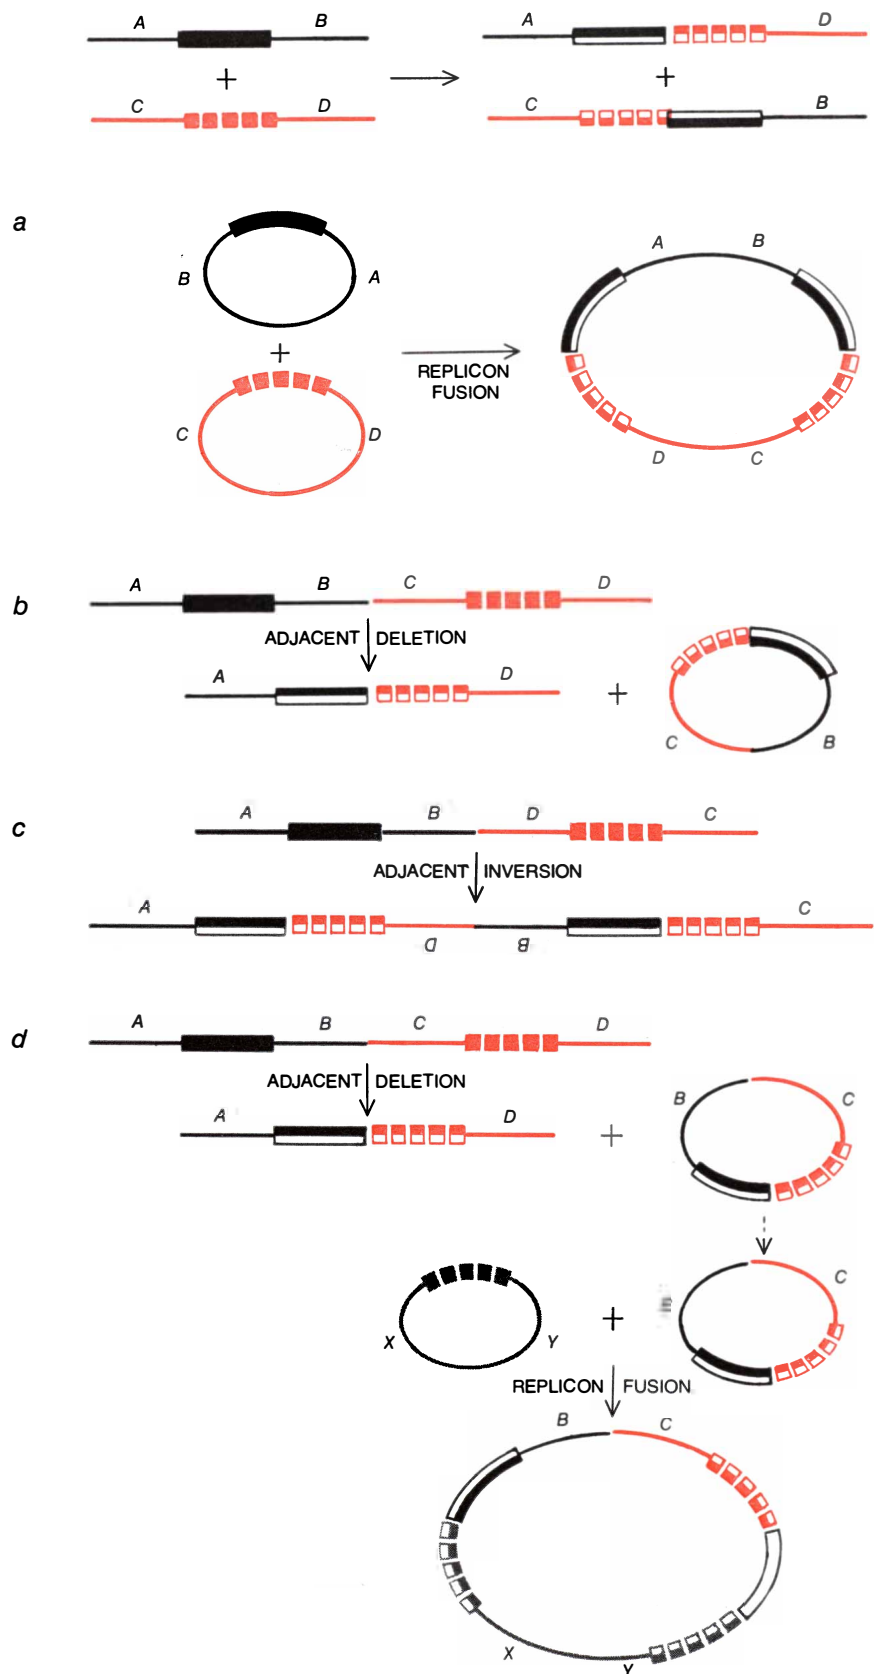 A B A D
+ +
C D C B
a
B A
+
C D
REPLICON
FUSION
A B
D C
b
A B C D
ADJACENT DELETION
A D
+
C B
c
A B D C
ADJACENT INVERSION
A C
D B
d
A B C D
ADJACENT DELETION
A D
+
B C
X Y
+
C
REPLICON FUSION
B C
X Y